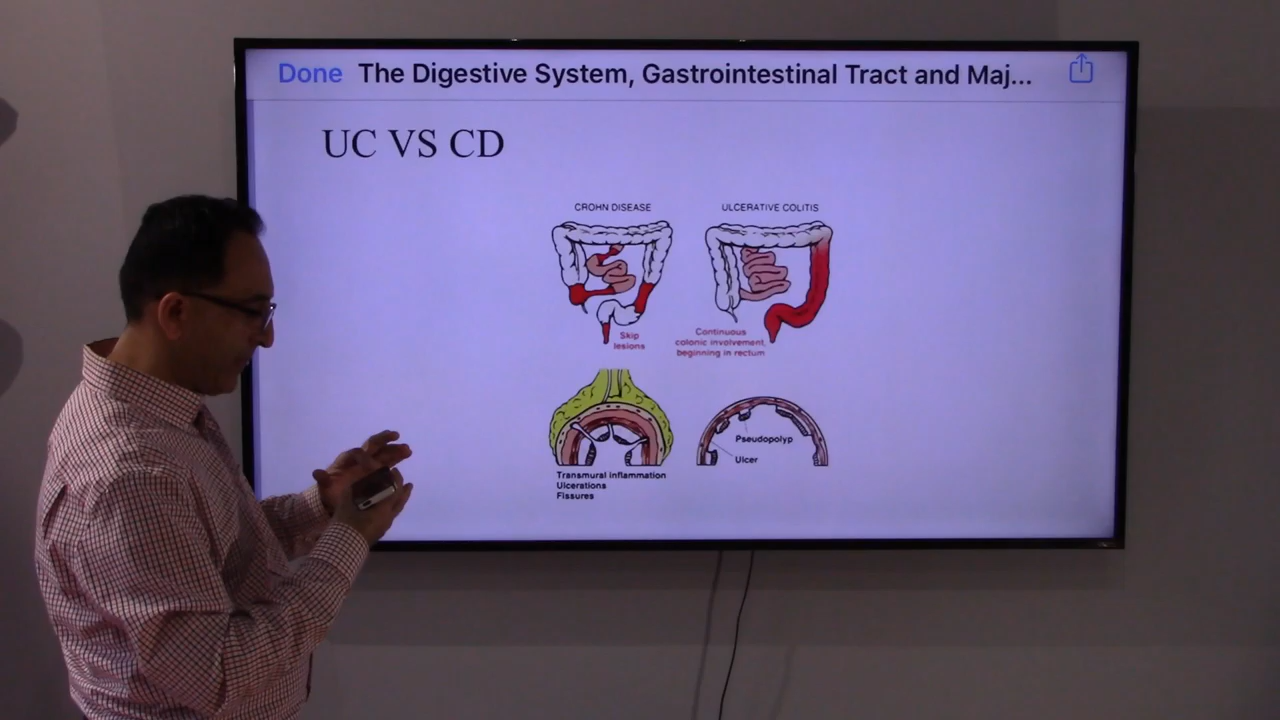 Done The Digestive System, Gastrointestinal Tract and Maj...
UC VS CD
CROHN DISEASE
ULCERATIVE COLITIS
Skip
lesions
Continuous
colonic involvement,
beginning in rectum
Transmural inflammation
Ulcerations
Fissures
Pseudopolyp
Ulcer